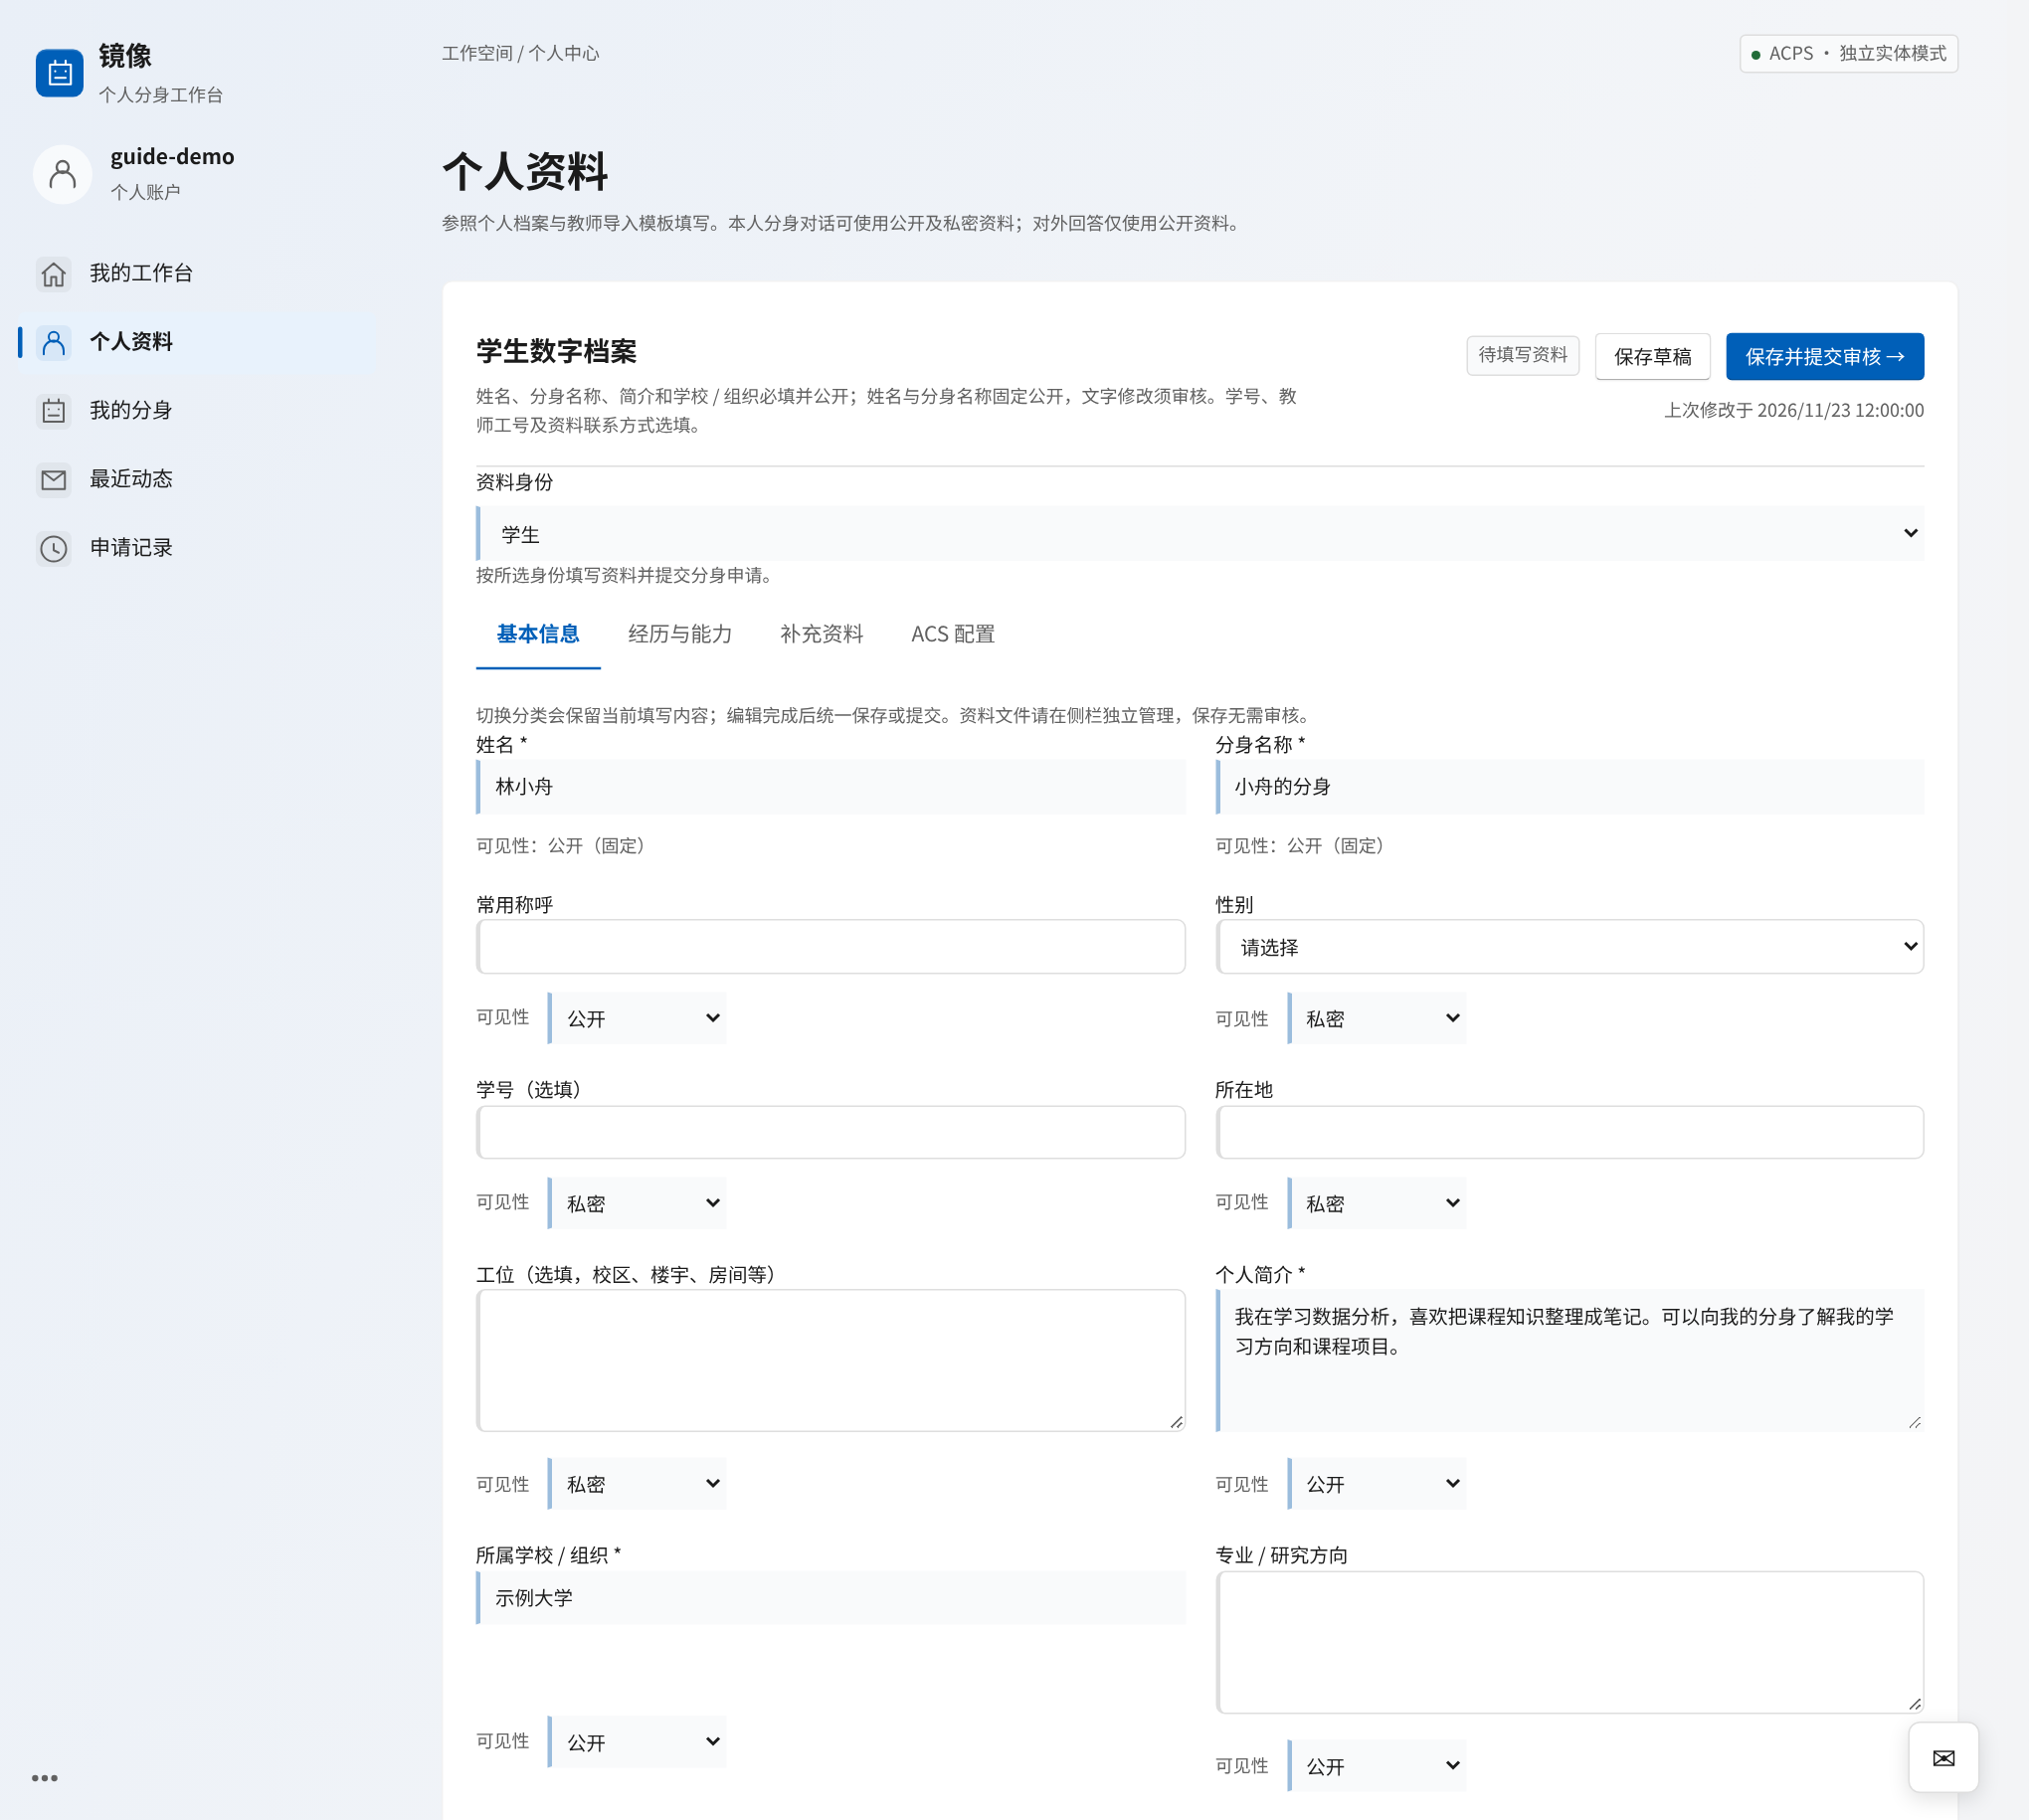 镜像
个人分身工作台
guide-demo
个人账户
我的工作台
个人资料
我的分身
最近动态
申请记录
工作空间 / 个人中心
ACPS · 独立实体模式
个人资料
参照个人档案与教师导入模板填写。本人分身对话可使用公开及私密资料；对外回答仅使用公开资料。
学生数字档案
姓名、分身名称、简介和学校 / 组织必填并公开；姓名与分身名称固定公开，文字修改须审核。学号、教
师工号及资料联系方式选填。
待填写资料
保存草稿
保存并提交审核 →
上次修改于 2026/11/23 12:00:00
资料身份
学生
按所选身份填写资料并提交分身申请。
基本信息
经历与能力
补充资料
ACS 配置
切换分类会保留当前填写内容；编辑完成后统一保存或提交。资料文件请在侧栏独立管理，保存无需审核。
姓名 *
林小舟
可见性：公开（固定）
分身名称 *
小舟的分身
可见性：公开（固定）
常用称呼
可见性
公开
性别
请选择
可见性
私密
学号（选填）
可见性
私密
所在地
可见性
私密
工位（选填，校区、楼宇、房间等）
可见性
私密
个人简介 *
我在学习数据分析，喜欢把课程知识整理成笔记。可以向我的分身了解我的学
习方向和课程项目。
可见性
公开
所属学校 / 组织 *
示例大学
可见性
公开
专业 / 研究方向
可见性
公开